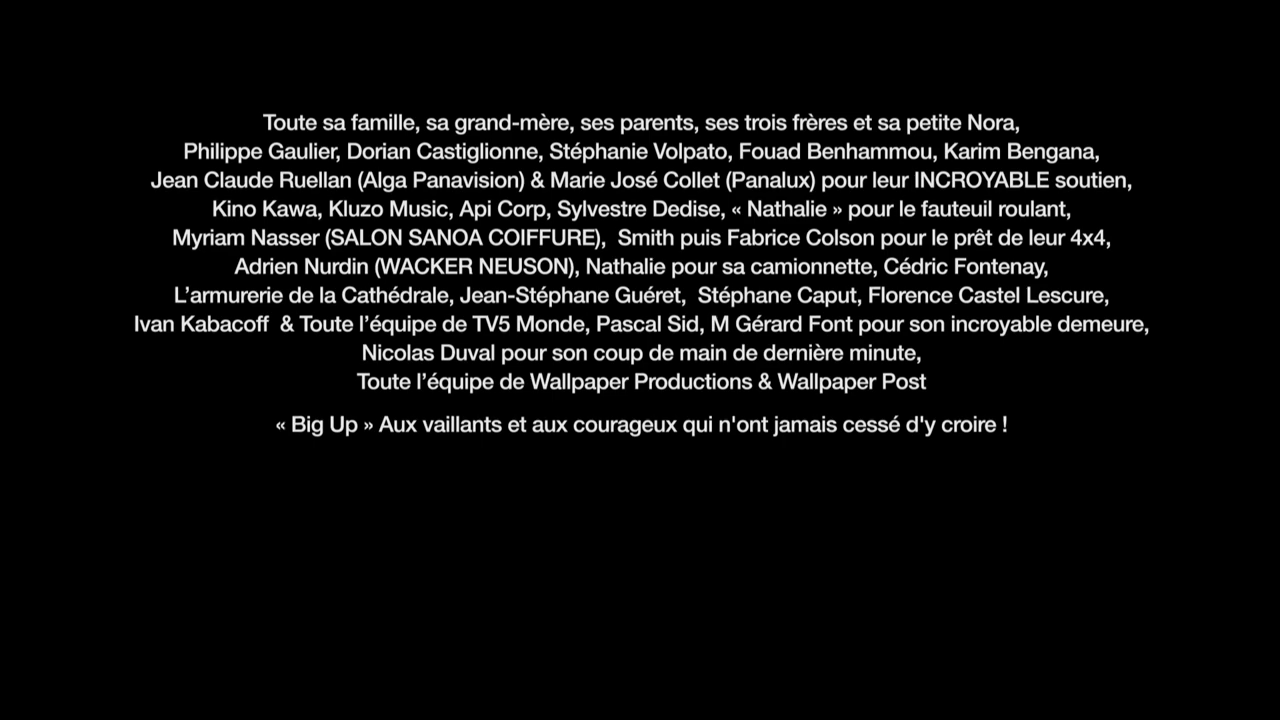 Toute sa famille, sa grand-mère, ses parents, ses trois frères et sa petite Nora,
Philippe Gaulier, Dorian Castiglionne, Stéphanie Volpato, Fouad Benhammou, Karim Bengana,
Jean Claude Ruellan (Alga Panavision) & Marie José Collet (Panalux) pour leur INCROYABLE soutien,
Kino Kawa, Kluzo Music, Api Corp, Sylvestre Dedise, « Nathalie » pour le fauteuil roulant,
Myriam Nasser (SALON SANOA COIFFURE),  Smith puis Fabrice Colson pour le prêt de leur 4x4,
Adrien Nurdin (WACKER NEUSON), Nathalie pour sa camionnette, Cédric Fontenay,
L’armurerie de la Cathédrale, Jean-Stéphane Guéret,  Stéphane Caput, Florence Castel Lescure,
Ivan Kabacoff  & Toute l’équipe de TV5 Monde, Pascal Sid, M Gérard Font pour son incroyable demeure,
Nicolas Duval pour son coup de main de dernière minute,
Toute l’équipe de Wallpaper Productions & Wallpaper Post
« Big Up » Aux vaillants et aux courageux qui n'ont jamais cessé d'y croire !